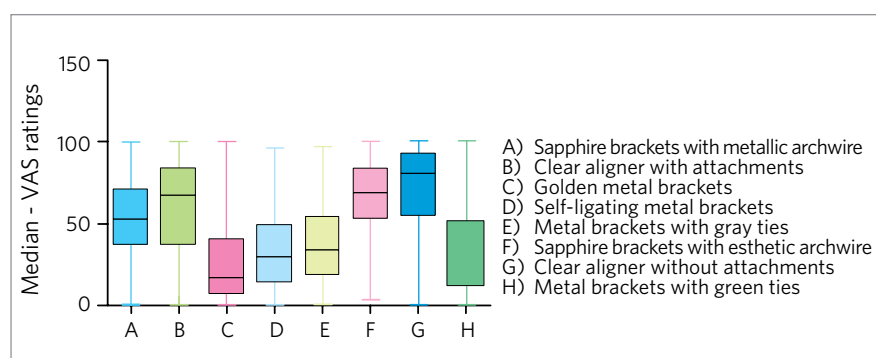 150
100
50
0
Median - VAS ratings
A B C D E F G H
A) Sapphire brackets with metallic archwire
B) Clear aligner with attachments
C) Golden metal brackets
D) Self-ligating metal brackets
E) Metal brackets with gray ties
F) Sapphire brackets with esthetic archwire
G) Clear aligner without attachments
H) Metal brackets with green ties